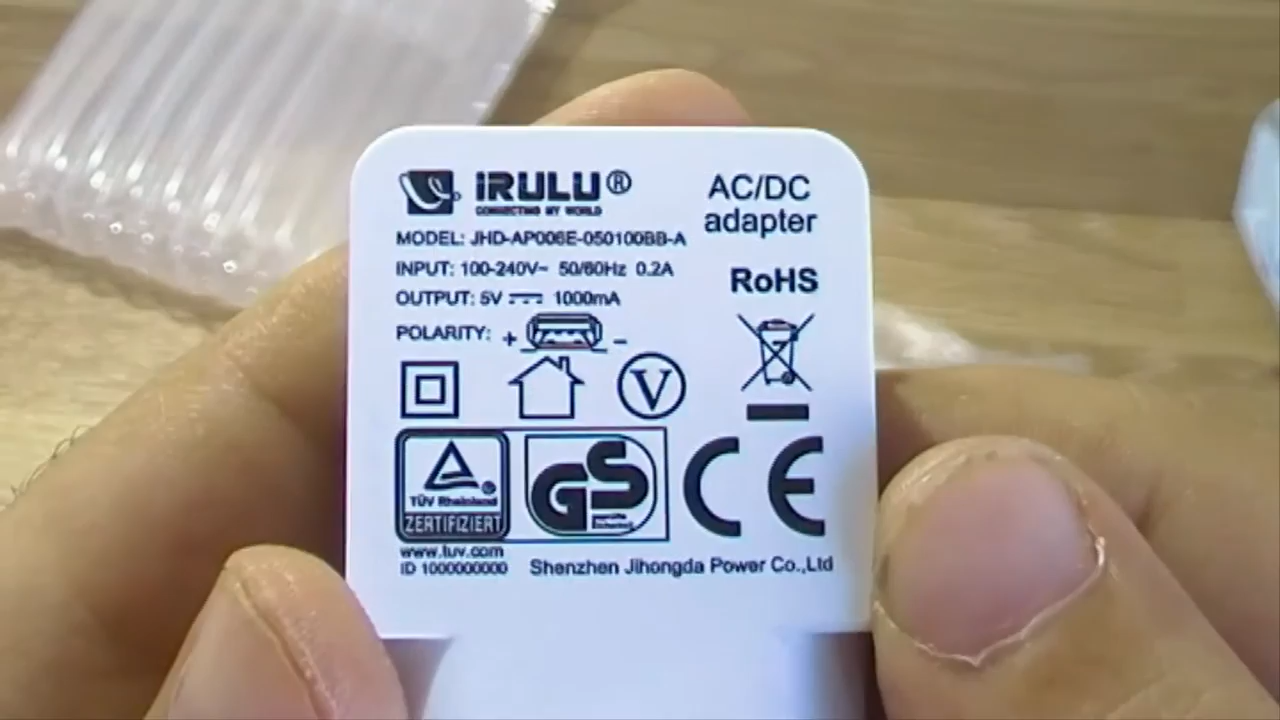 iRULU®
CONNECTING MY WORLD
AC/DC
adapter
MODEL: JHD-AP006E-050100BB-A
INPUT: 100-240V~ 50/60Hz 0.2A
RoHS
OUTPUT: 5V ⎓ 1000mA
POLARITY: + −
V
TÜV Rheinland
ZERTIFIZIERT
GS
geprüfte
Sicherheit
CE
www.tuv.com
ID 1000000000
Shenzhen Jihongda Power Co.,Ltd